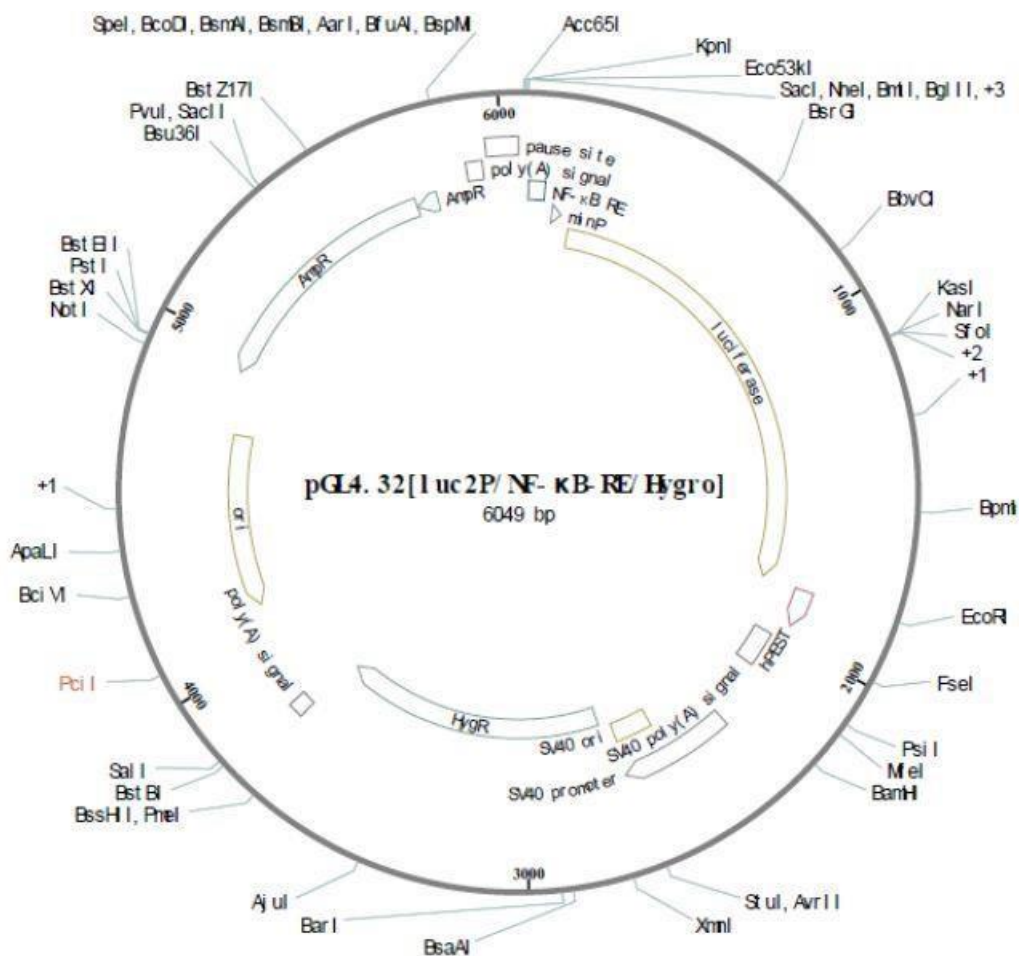 SpeI, BcoDI, BsmAI, BsmBI, AarI, BfuAI, BspMI
Acc65I
KpnI
Eco53kI
SacI, NheI, BmtI, BglII, +3
BsrGI
BstZ17I
PvuI, SacII
Bsu36I
6000
pause site
poly(A) signal
AmpR
NF-κB RE
minP
BbvCI
AmpR
BstEII
PstI
BstXI
NotI
5000
1000
KasI
NarI
SfoI
+2
+1
luciferase
pGL4.32[luc2P/NF-κB-RE/Hygro]
6049 bp
+1
ori
BpmI
ApaLI
BciVI
EcoRI
poly(A) signal
hPEST
PciI
4000
2000
FseI
SV40 poly(A) signal
HygR
SV40 ori
SV40 promoter
PsiI
MfeI
BamHI
SalI
BstBI
BssHII, PmeI
3000
AjuI
BarI
BsaAI
StuI, AvrII
XmnI